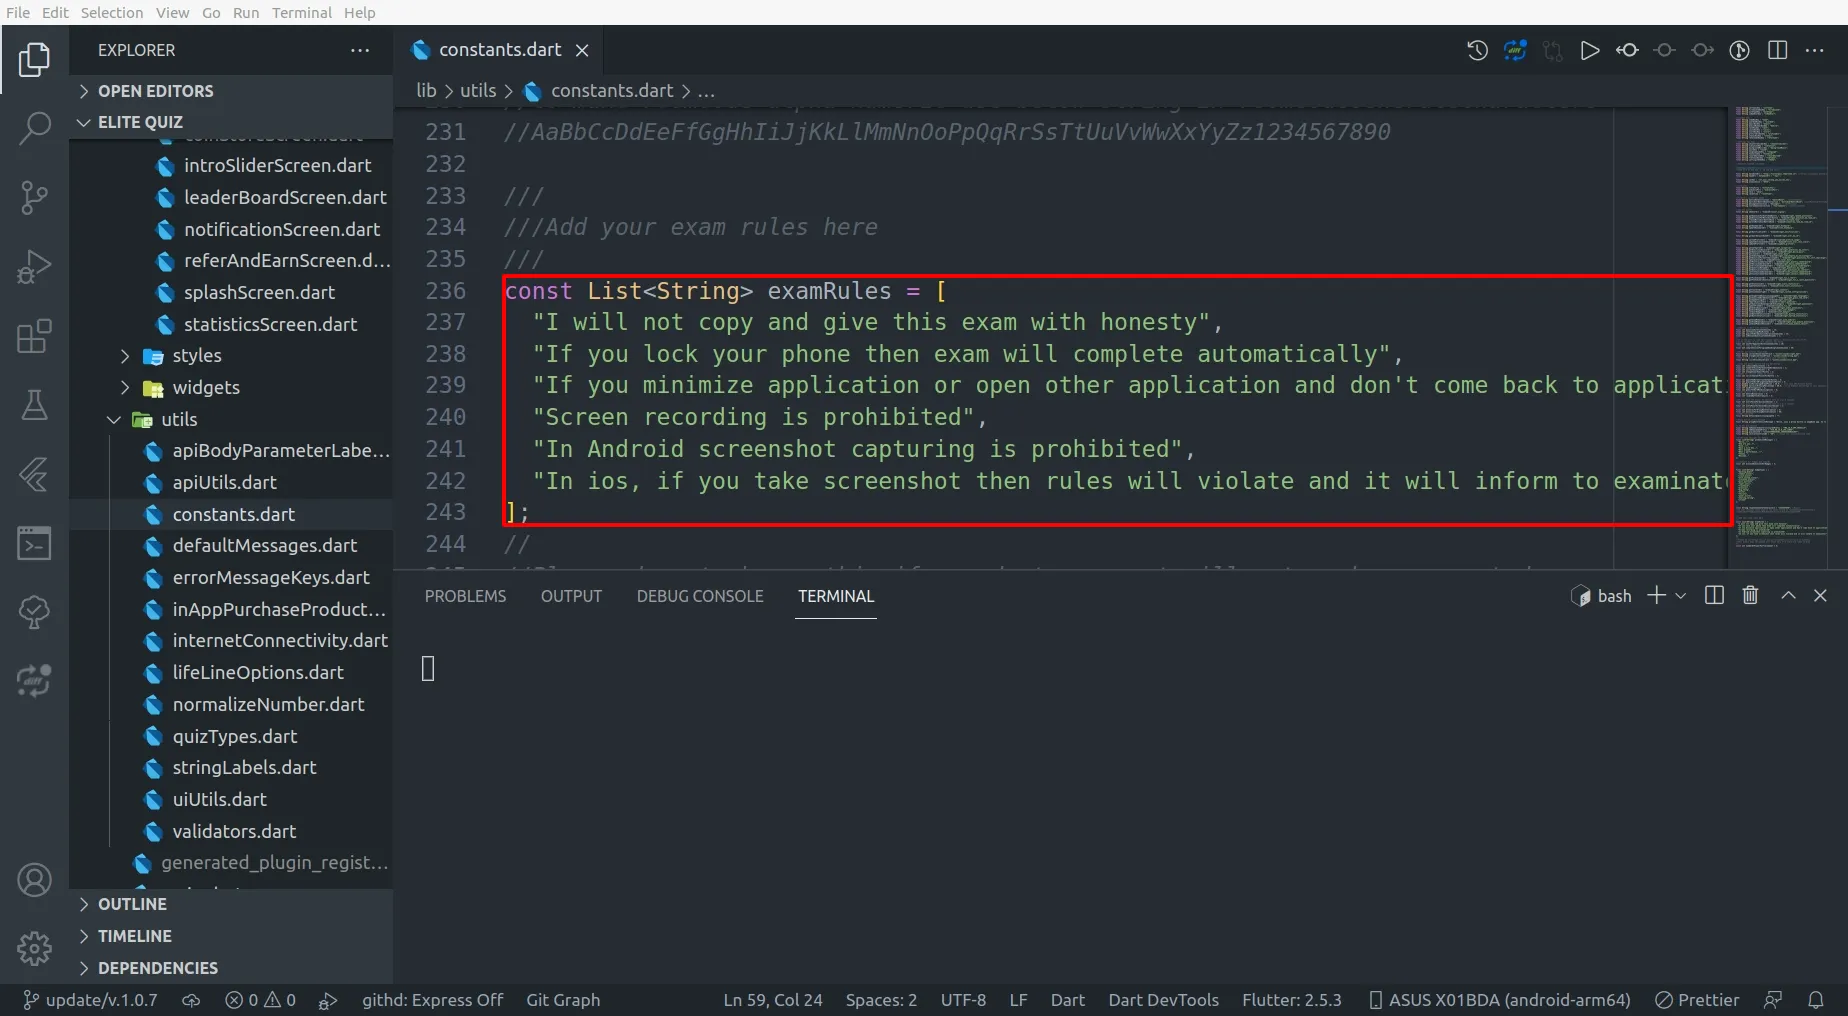 File Edit Selection View Go Run Terminal Help
EXPLORER
constants.dart
OPEN EDITORS
lib > utils > constants.dart > ...
ELITE QUIZ
introSliderScreen.dart
leaderBoardScreen.dart
notificationScreen.dart
referAndEarnScreen.d...
splashScreen.dart
statisticsScreen.dart
styles
widgets
utils
apiBodyParameterLabe...
apiUtils.dart
constants.dart
defaultMessages.dart
errorMessageKeys.dart
inAppPurchaseProduct...
internetConnectivity.dart
lifeLineOptions.dart
normalizeNumber.dart
quizTypes.dart
stringLabels.dart
uiUtils.dart
validators.dart
generated_plugin_regist...
OUTLINE
TIMELINE
DEPENDENCIES
231 //AaBbCcDdEeFfGgHhIiJjKkLlMmNnOoPpQqRrSsTtUuVvWwXxYyZz1234567890
232
233 ///
234 ///Add your exam rules here
235 ///
236 const List<String> examRules = [
237 "I will not copy and give this exam with honesty",
238 "If you lock your phone then exam will complete automatically",
239 "If you minimize application or open other application and don't come back to applicati
240 "Screen recording is prohibited",
241 "In Android screenshot capturing is prohibited",
242 "In ios, if you take screenshot then rules will violate and it will inform to examinat
243 ];
244 //
PROBLEMS OUTPUT DEBUG CONSOLE TERMINAL
bash
update/v.1.0.7 0 0 githd: Express Off Git Graph Ln 59, Col 24 Spaces: 2 UTF-8 LF Dart Dart DevTools Flutter: 2.5.3 ASUS X01BDA (android-arm64) Prettier